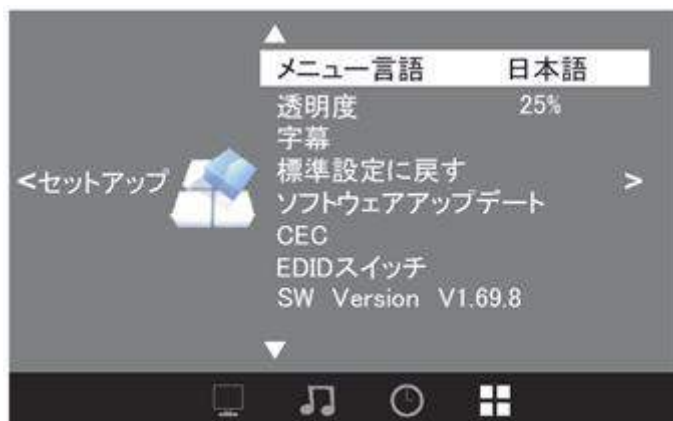 メニュー言語 日本語
透明度 25%
字幕
標準設定に戻す
<セットアップ >
ソフトウェアアップデート
CEC
EDIDスイッチ
SW Version V1.69.8